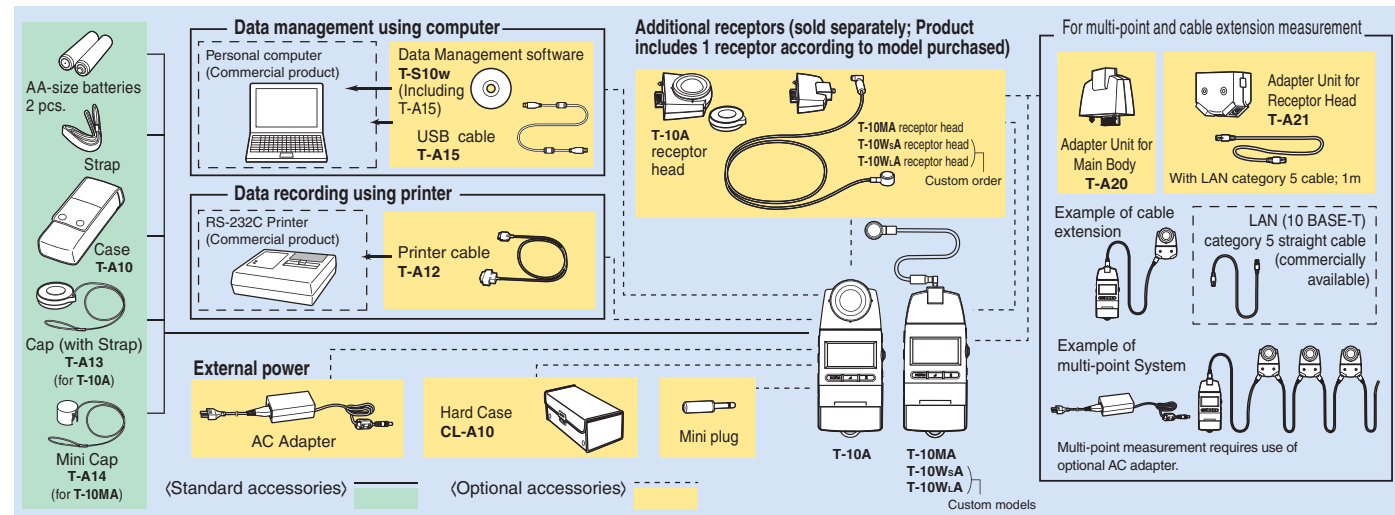 AA-size batteries
2 pcs.
Strap
Case
T-A10
Cap (with Strap)
T-A13
(for T-10A)
Mini Cap
T-A14
(for T-10MA)
Data management using computer
Personal computer
(Commercial product)
Data Management software
T-S10w
(Including
T-A15)
USB cable
T-A15
Data recording using printer
RS-232C Printer
(Commercial product)
Printer cable
T-A12
External power
AC Adapter
Hard Case
CL-A10
Mini plug
〈Standard accessories〉
〈Optional accessories〉
Additional receptors (sold separately; Product
includes 1 receptor according to model purchased)
T-10A
receptor
head
T-10MA receptor head
T-10WsA receptor head
T-10WLA receptor head
Custom order
T-10A
T-10MA
T-10WsA
T-10WLA
Custom models
For multi-point and cable extension measurement
Adapter Unit for
Main Body
T-A20
Adapter Unit for
Receptor Head
T-A21
With LAN category 5 cable; 1m
Example of cable
extension
LAN (10 BASE-T)
category 5 straight cable
(commercially
available)
Example of
multi-point System
Multi-point measurement requires use of
optional AC adapter.